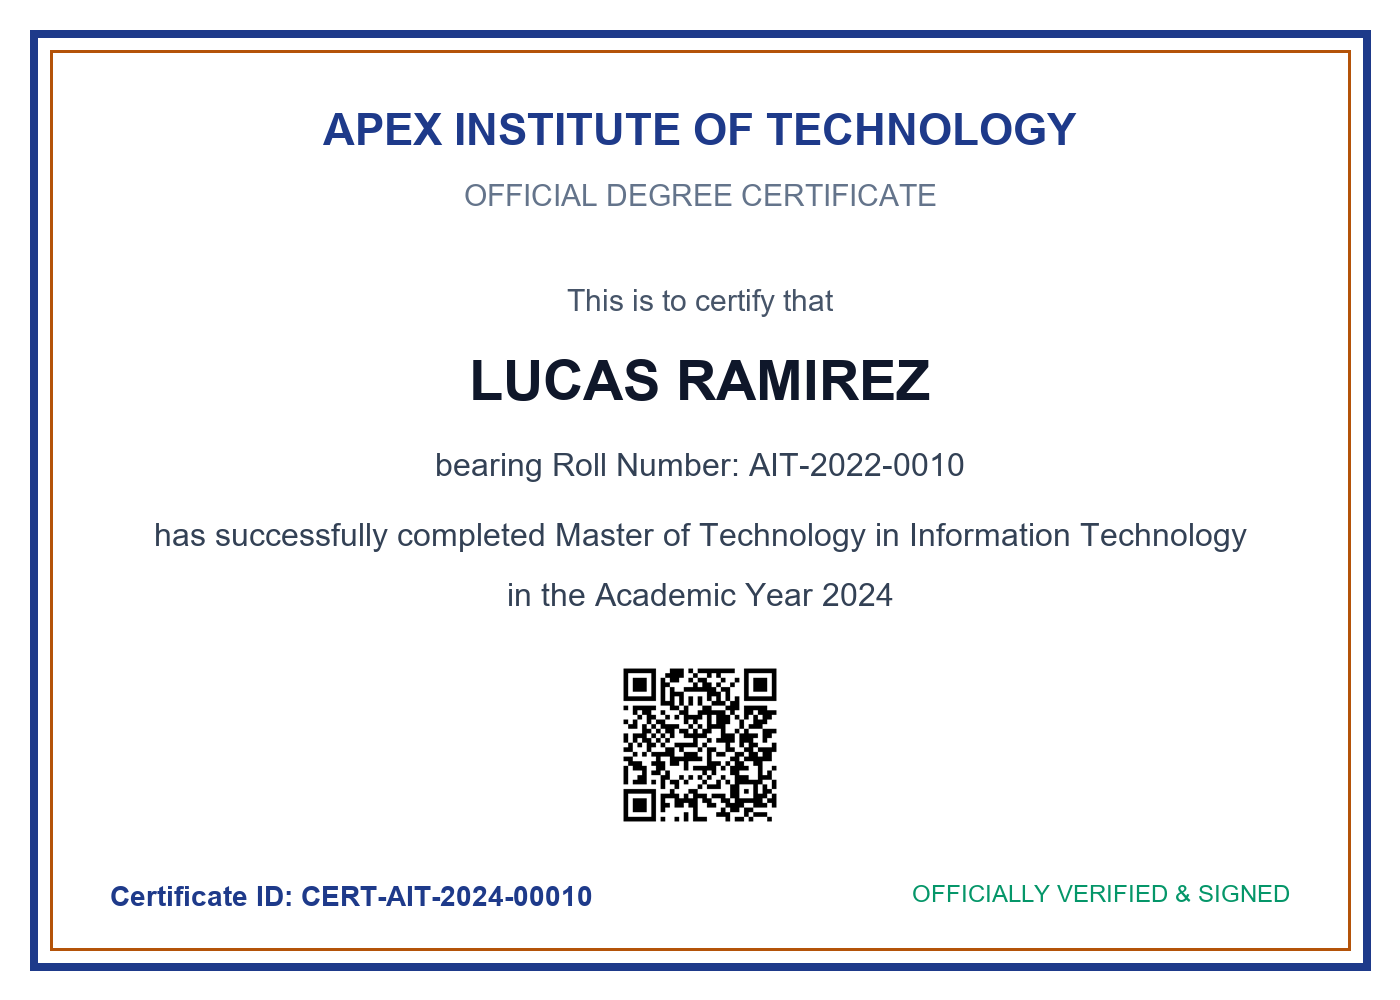 APEX INSTITUTE OF TECHNOLOGY
OFFICIAL DEGREE CERTIFICATE
This is to certify that
LUCAS RAMIREZ
bearing Roll Number: AIT-2022-0010
has successfully completed Master of Technology in Information Technology
in the Academic Year 2024
Certificate ID: CERT-AIT-2024-00010
OFFICIALLY VERIFIED & SIGNED